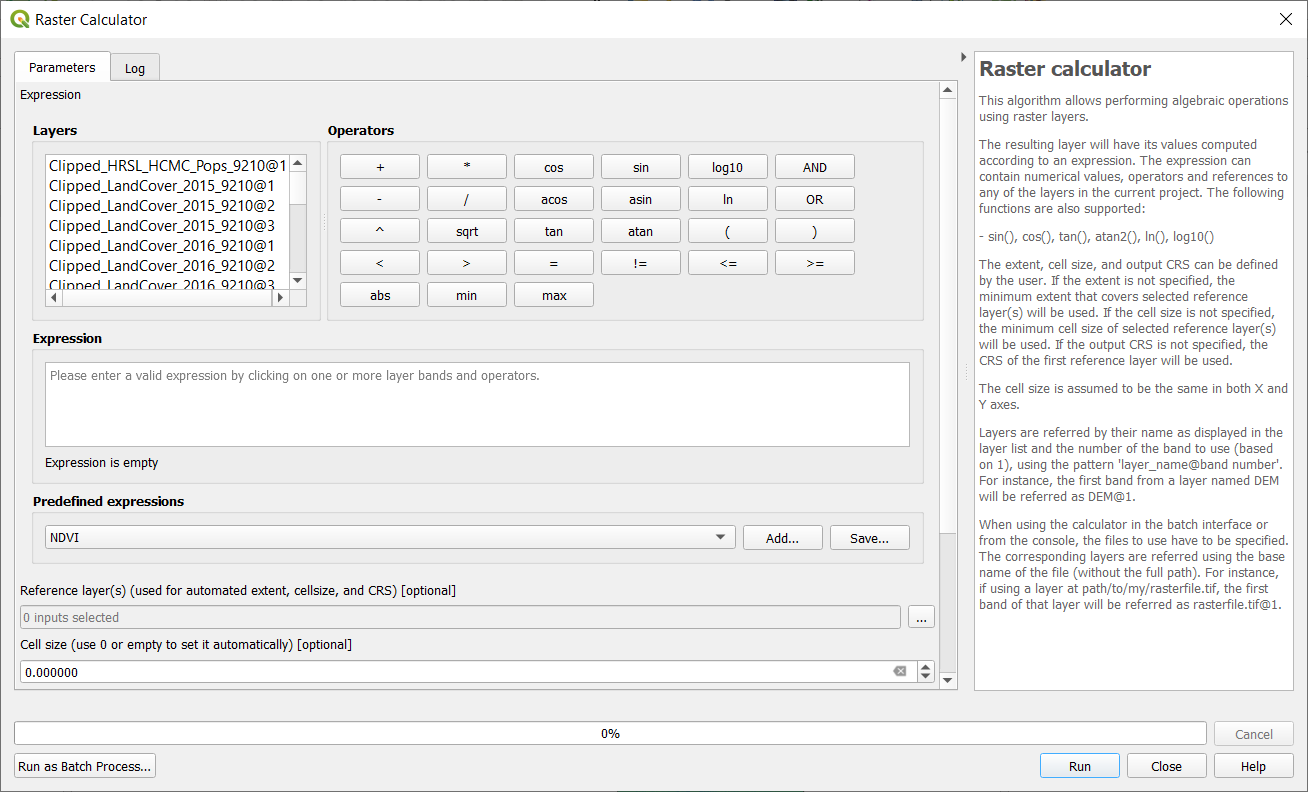 Raster Calculator
Parameters
Log
Expression
Layers
Clipped_HRSL_HCMC_Pops_9210@1
Clipped_LandCover_2015_9210@1
Clipped_LandCover_2015_9210@2
Clipped_LandCover_2015_9210@3
Clipped_LandCover_2016_9210@1
Clipped_LandCover_2016_9210@2
Clipped_LandCover_2016_9210@3
Operators
+ * cos sin log10 AND
- / acos asin ln OR
^ sqrt tan atan ( )
< > = != <= >=
abs min max
Expression
Please enter a valid expression by clicking on one or more layer bands and operators.
Expression is empty
Predefined expressions
NDVI
Add...
Save...
Reference layer(s) (used for automated extent, cellsize, and CRS) [optional]
0 inputs selected
...
Cell size (use 0 or empty to set it automatically) [optional]
0.000000
Raster calculator
This algorithm allows performing algebraic operations
using raster layers.
The resulting layer will have its values computed
according to an expression. The expression can
contain numerical values, operators and references to
any of the layers in the current project. The following
functions are also supported:
- sin(), cos(), tan(), atan2(), ln(), log10()
The extent, cell size, and output CRS can be defined
by the user. If the extent is not specified, the
minimum extent that covers selected reference
layer(s) will be used. If the cell size is not specified,
the minimum cell size of selected reference layer(s)
will be used. If the output CRS is not specified, the
CRS of the first reference layer will be used.
The cell size is assumed to be the same in both X and
Y axes.
Layers are referred by their name as displayed in the
layer list and the number of the band to use (based
on 1), using the pattern 'layer_name@band number'.
For instance, the first band from a layer named DEM
will be referred as DEM@1.
When using the calculator in the batch interface or
from the console, the files to use have to be specified.
The corresponding layers are referred using the base
name of the file (without the full path). For instance,
if using a layer at path/to/my/rasterfile.tif, the first
band of that layer will be referred as rasterfile.tif@1.
0%
Cancel
Run as Batch Process...
Run
Close
Help